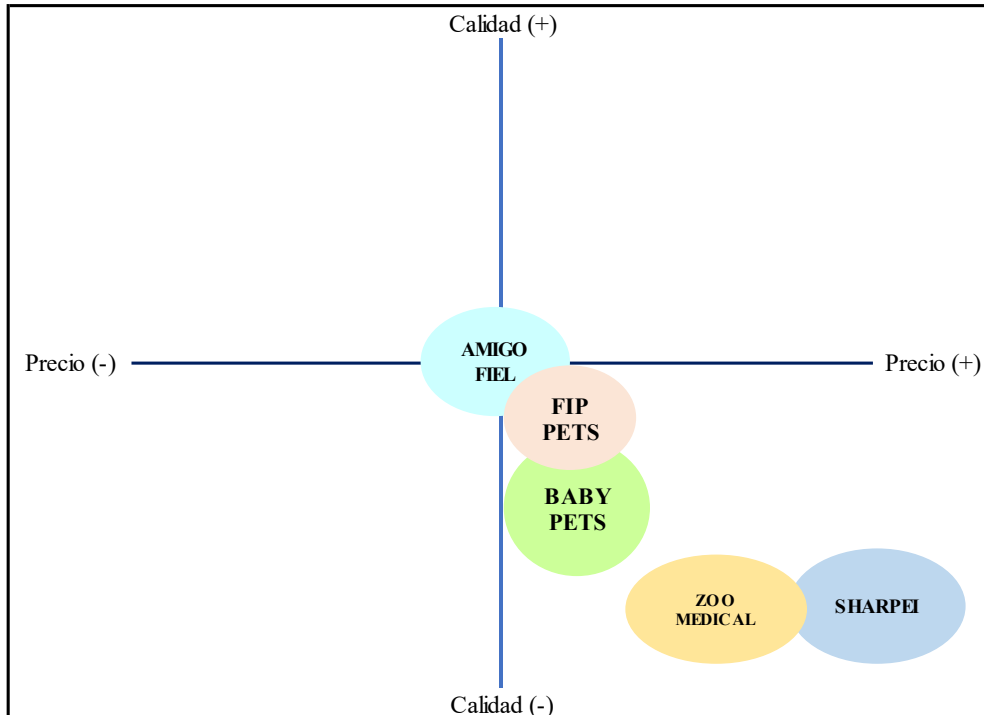 Calidad (+)
Precio (-)
Precio (+)
AMIGO
FIEL
FIP
PETS
BABY
PETS
ZOO
MEDICAL
SHARPEI
Calidad (-)